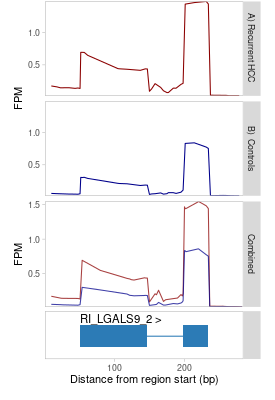 A) Recurrent HCC
1.0
0.5
FPM
B) Controls
1.0
0.5
Combined
1.5
1.0
0.5
FPM
RI_LGALS9_2 >
100
200
Distance from region start (bp)